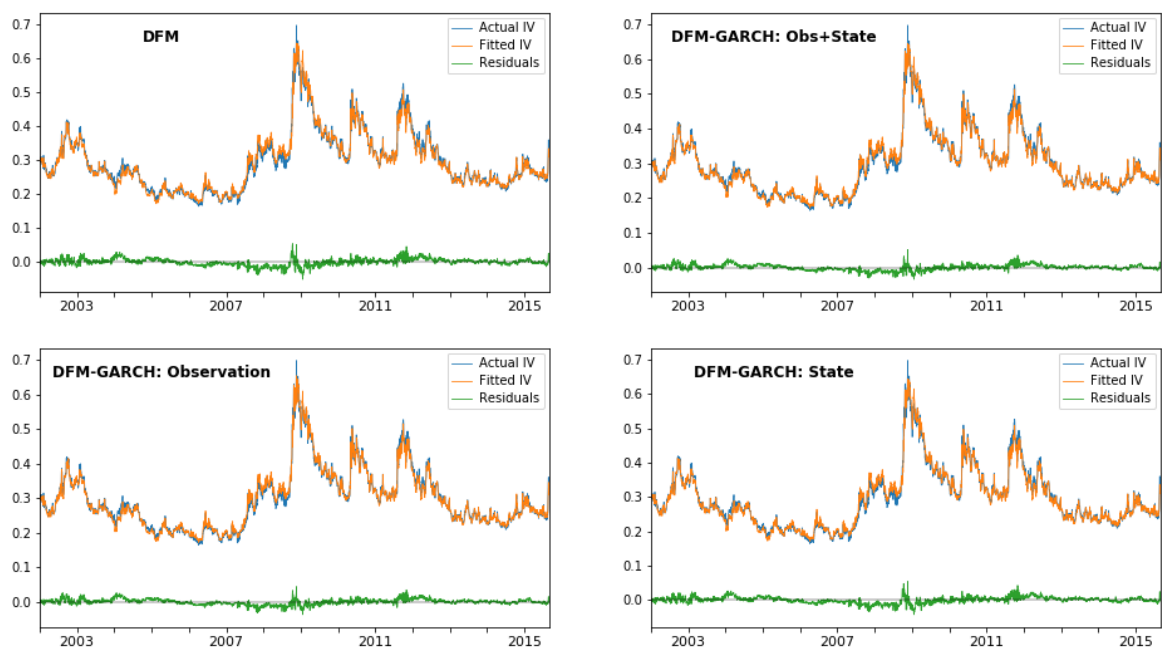 DFM
Actual IV
Fitted IV
Residuals
0.7
0.6
0.5
0.4
0.3
0.2
0.1
0.0
2003 2007 2011 2015
DFM-GARCH: Obs+State
Actual IV
Fitted IV
Residuals
0.7
0.6
0.5
0.4
0.3
0.2
0.1
0.0
2003 2007 2011 2015
DFM-GARCH: Observation
Actual IV
Fitted IV
Residuals
0.7
0.6
0.5
0.4
0.3
0.2
0.1
0.0
2003 2007 2011 2015
DFM-GARCH: State
Actual IV
Fitted IV
Residuals
0.7
0.6
0.5
0.4
0.3
0.2
0.1
0.0
2003 2007 2011 2015